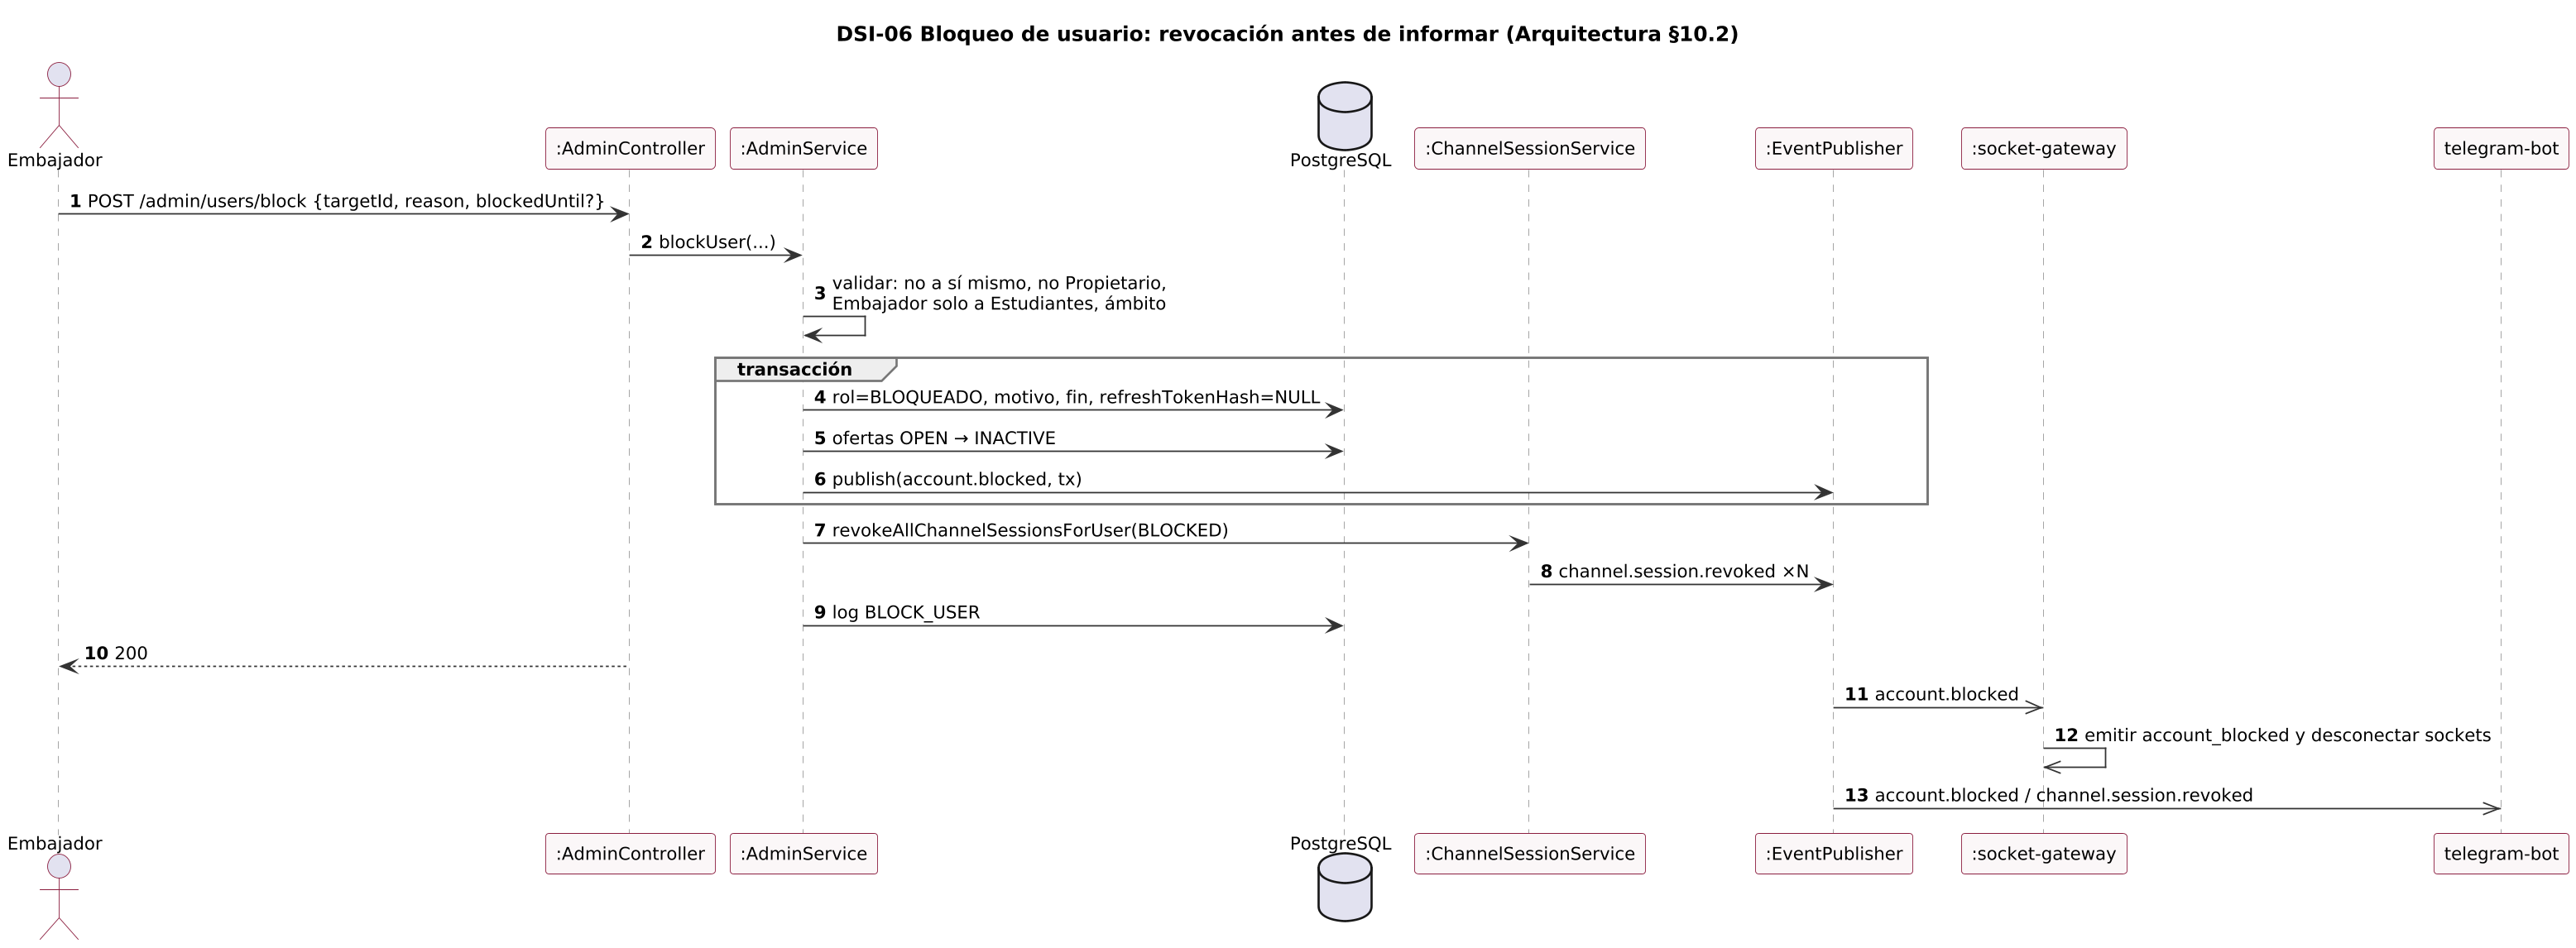 DSI-06 Bloqueo de usuario: revocación antes de informar (Arquitectura §10.2)
Embajador
:AdminController
:AdminService
PostgreSQL
:ChannelSessionService
:EventPublisher
:socket-gateway
telegram-bot
1 POST /admin/users/block {targetId, reason, blockedUntil?}
2 blockUser(...)
3 validar: no a sí mismo, no Propietario,
Embajador solo a Estudiantes, ámbito
transacción
4 rol=BLOQUEADO, motivo, fin, refreshTokenHash=NULL
5 ofertas OPEN → INACTIVE
6 publish(account.blocked, tx)
7 revokeAllChannelSessionsForUser(BLOCKED)
8 channel.session.revoked ×N
9 log BLOCK_USER
10 200
11 account.blocked
12 emitir account_blocked y desconectar sockets
13 account.blocked / channel.session.revoked
Embajador
:AdminController
:AdminService
PostgreSQL
:ChannelSessionService
:EventPublisher
:socket-gateway
telegram-bot